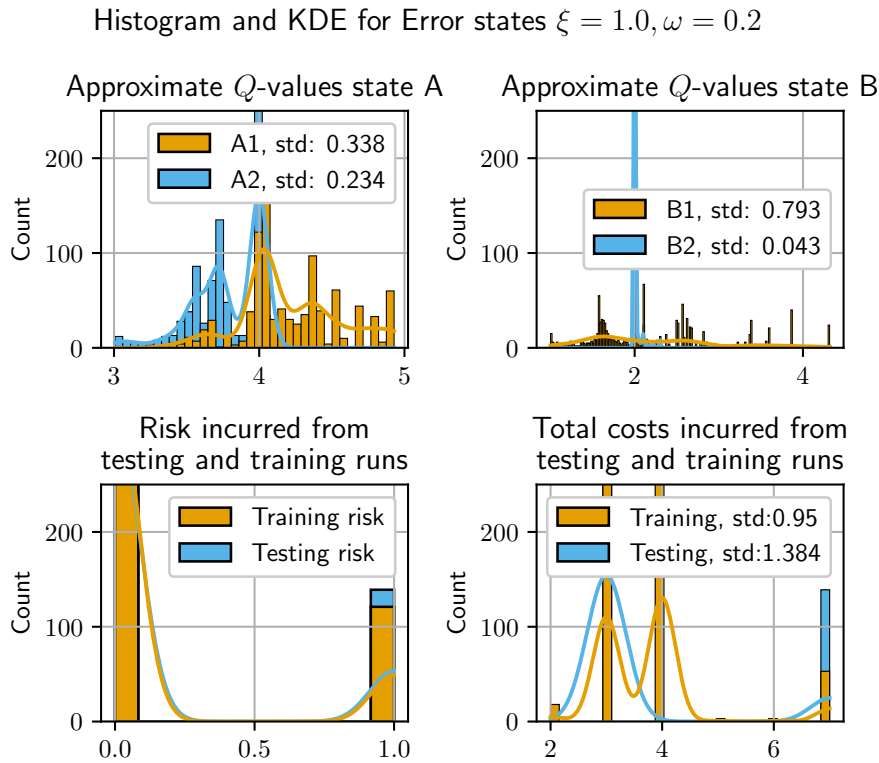 Histogram and KDE for Error states ξ = 1.0, ω = 0.2
Approximate Q-values state A
Count
200
100
0
3
4
5
A1, std: 0.338
A2, std: 0.234
Approximate Q-values state B
Count
200
100
0
2
4
B1, std: 0.793
B2, std: 0.043
Risk incurred from
testing and training runs
Count
200
100
0
0.0
0.5
1.0
Training risk
Testing risk
Total costs incurred from
testing and training runs
Count
200
100
0
2
4
6
Training, std:0.95
Testing, std:1.384